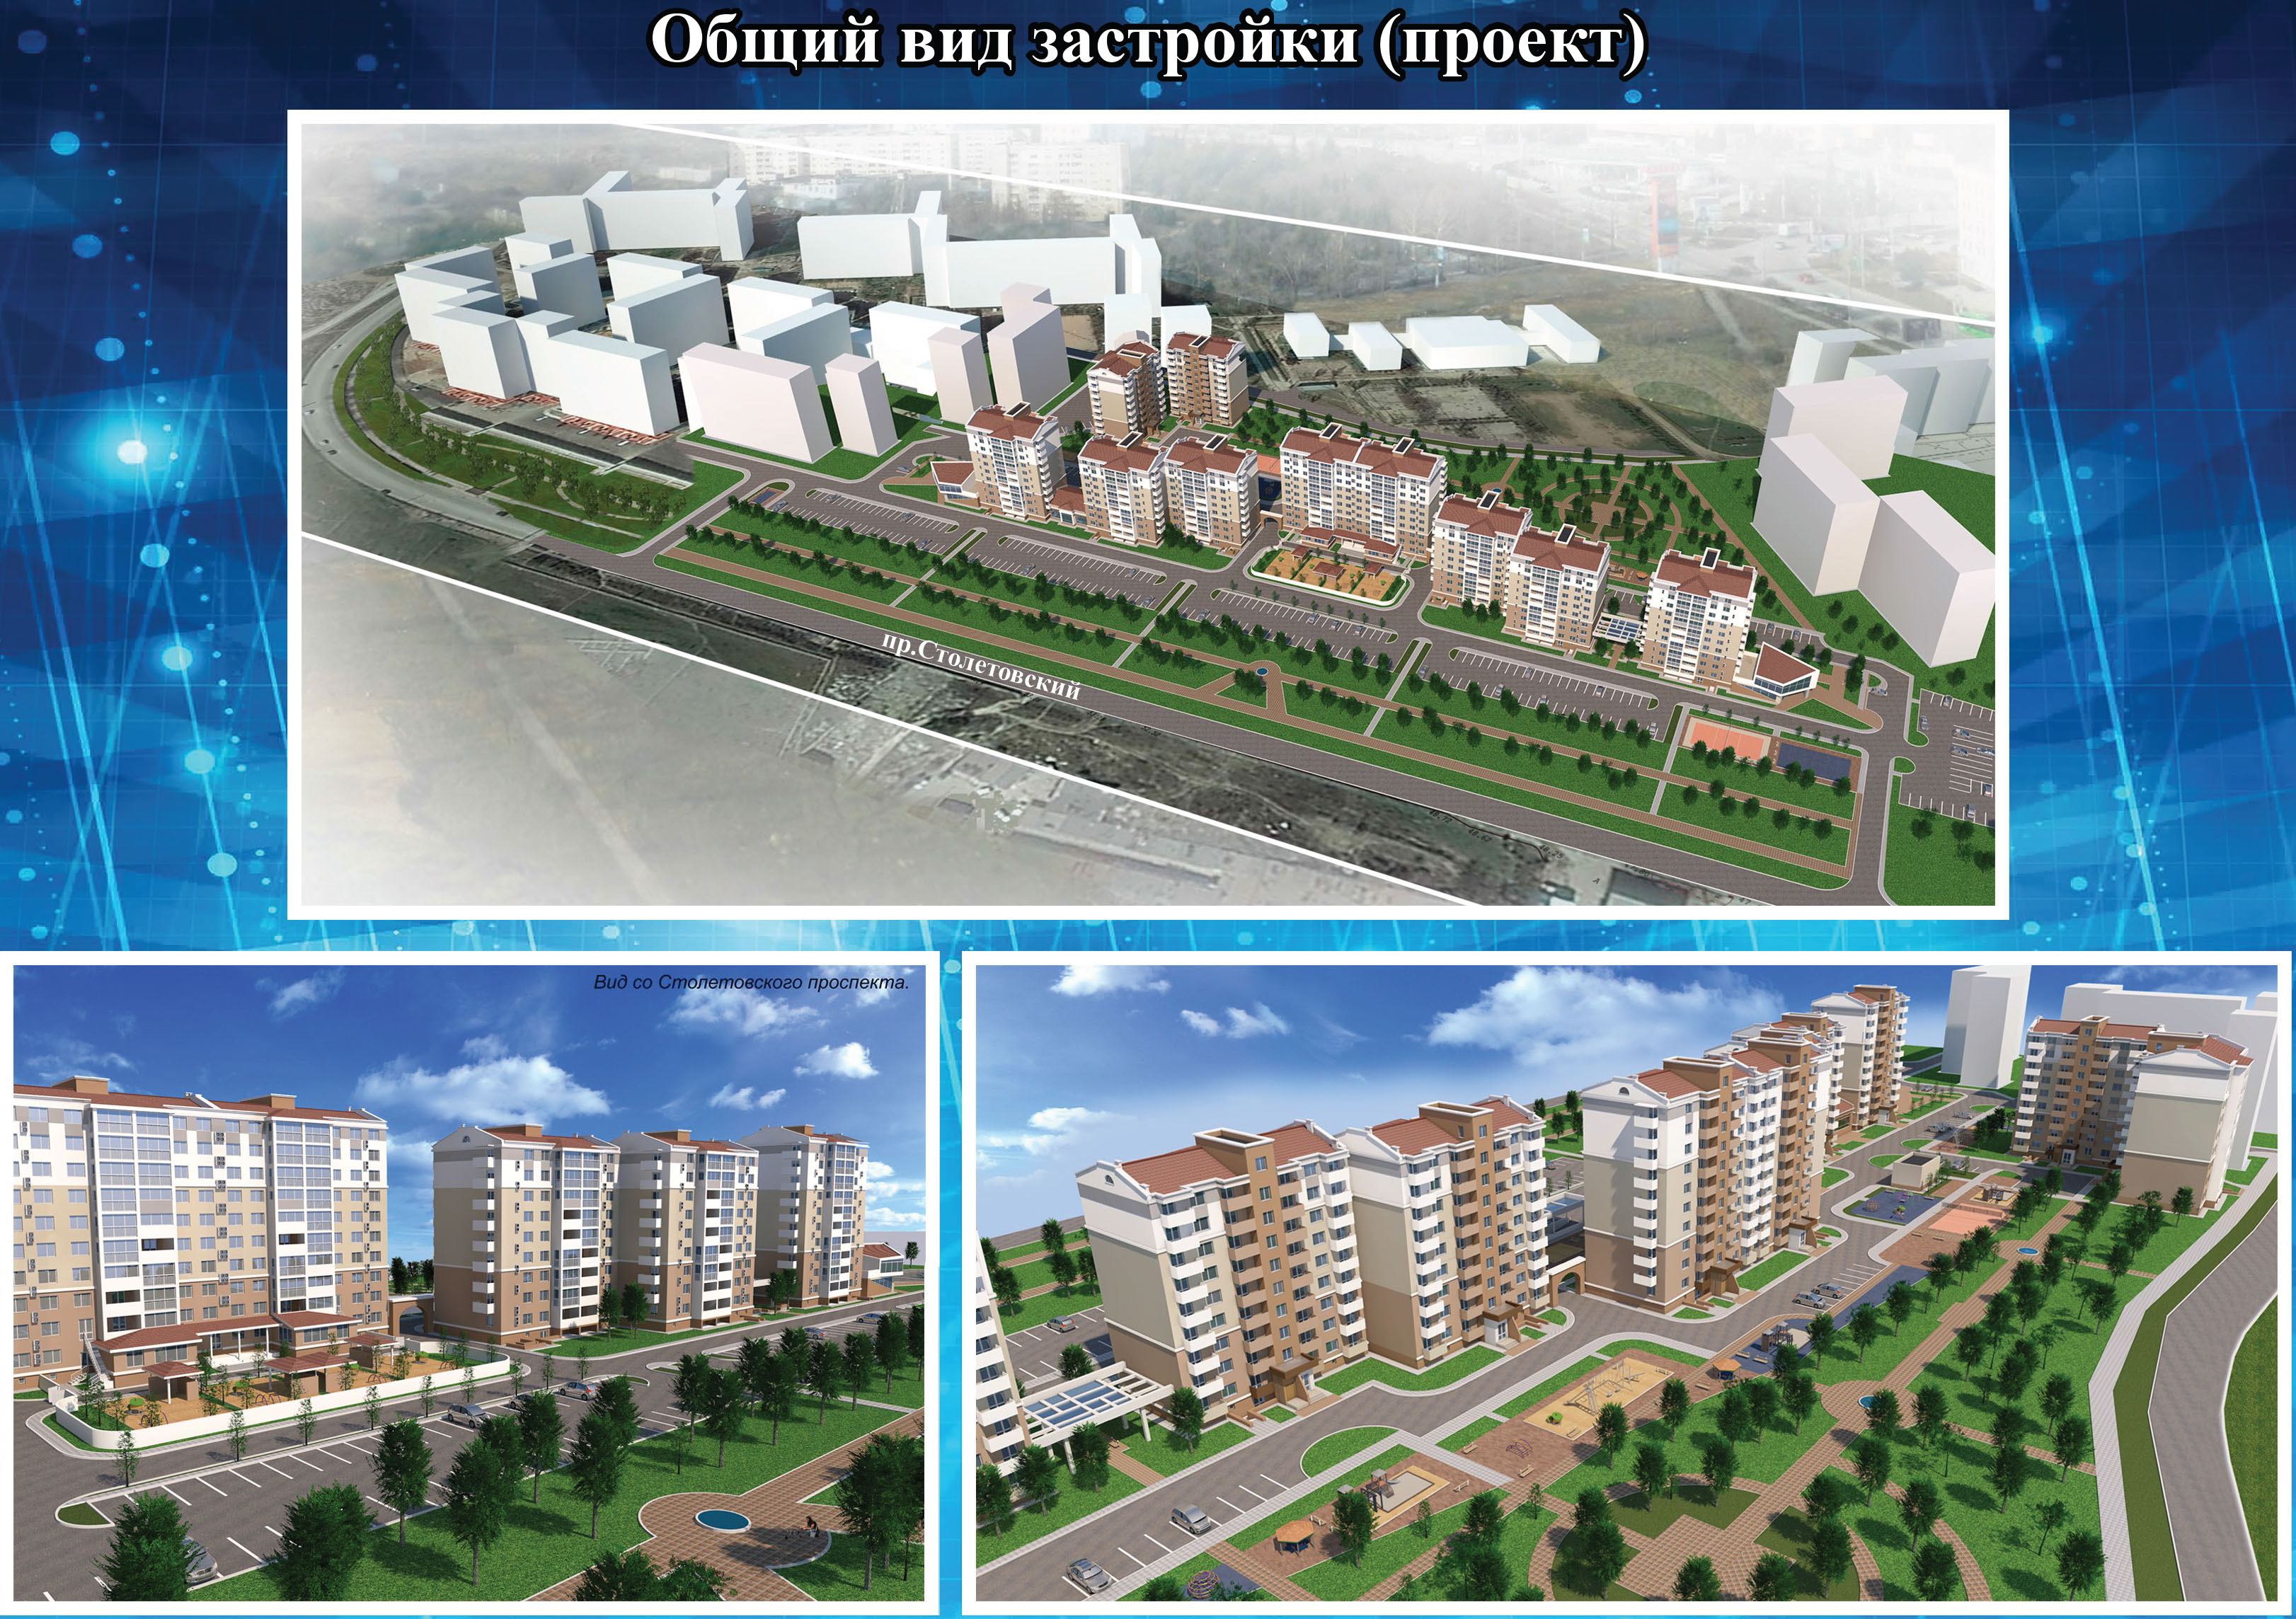 Общий вид застройки (проект)
пр.Столетовский
Вид со Столетовского проспекта.